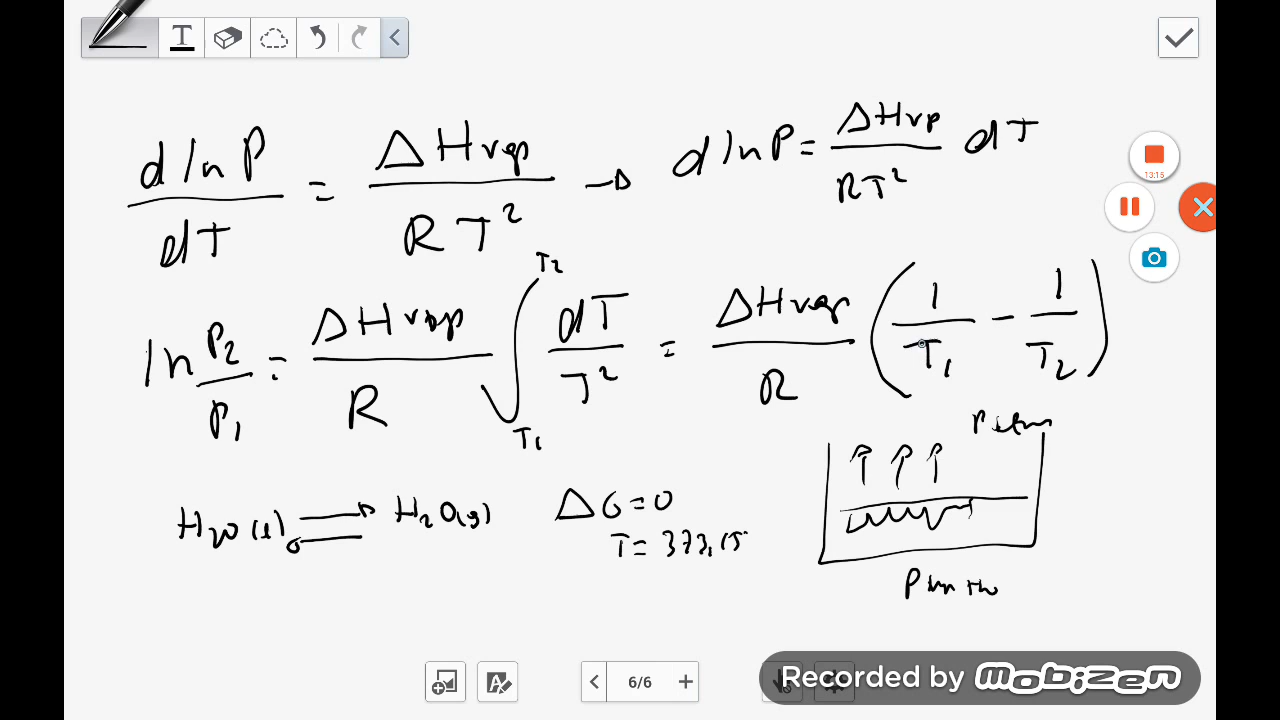 T
13:15
d ln P / dT = ΔHvap / RT² → d ln P = ΔHvap / RT² dT
ln P₂/P₁ = ΔHvap / R ∫_{T₁}^{T₂} dT / T² = ΔHvap / R (1/T₁ − 1/T₂)
H₂O(l) ⇌ H₂O(g) ΔG = 0
T = 373,15
6/6
Recorded by mobizen